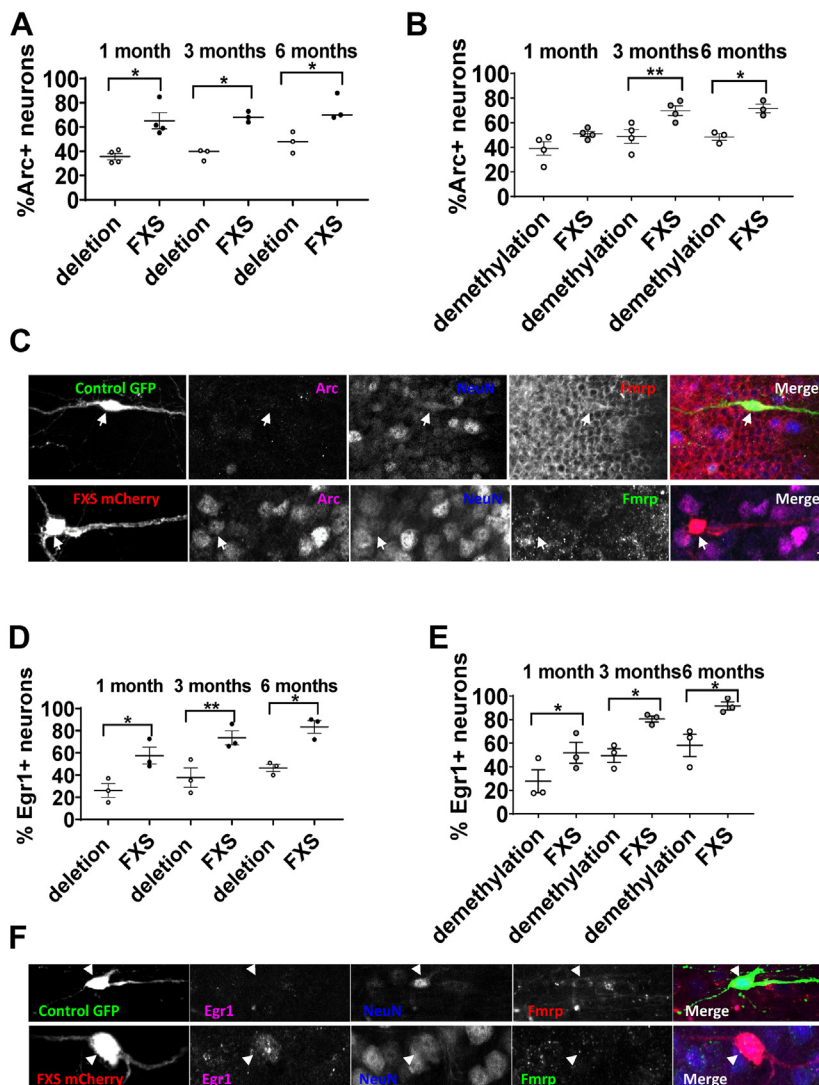 A
1 month 3 months 6 months
* * *
%Arc+ neurons
100
80
60
40
20
0
deletion FXS deletion FXS deletion FXS
B
1 month 3 months 6 months
** *
%Arc+ neurons
100
80
60
40
20
0
demethylation FXS demethylation FXS demethylation FXS
C
Control GFP Arc NeuN Fmrp Merge
FXS mCherry Arc NeuN Fmrp Merge
D
1 month 3 months 6 months
* ** *
% Egr1+ neurons
100
80
60
40
20
0
deletion FXS deletion FXS deletion FXS
E
1 month 3 months 6 months
* * *
% Egr1+ neurons
100
80
60
40
20
0
demethylation FXS demethylation FXS demethylation FXS
F
Control GFP Egr1 NeuN Fmrp Merge
FXS mCherry Egr1 NeuN Fmrp Merge